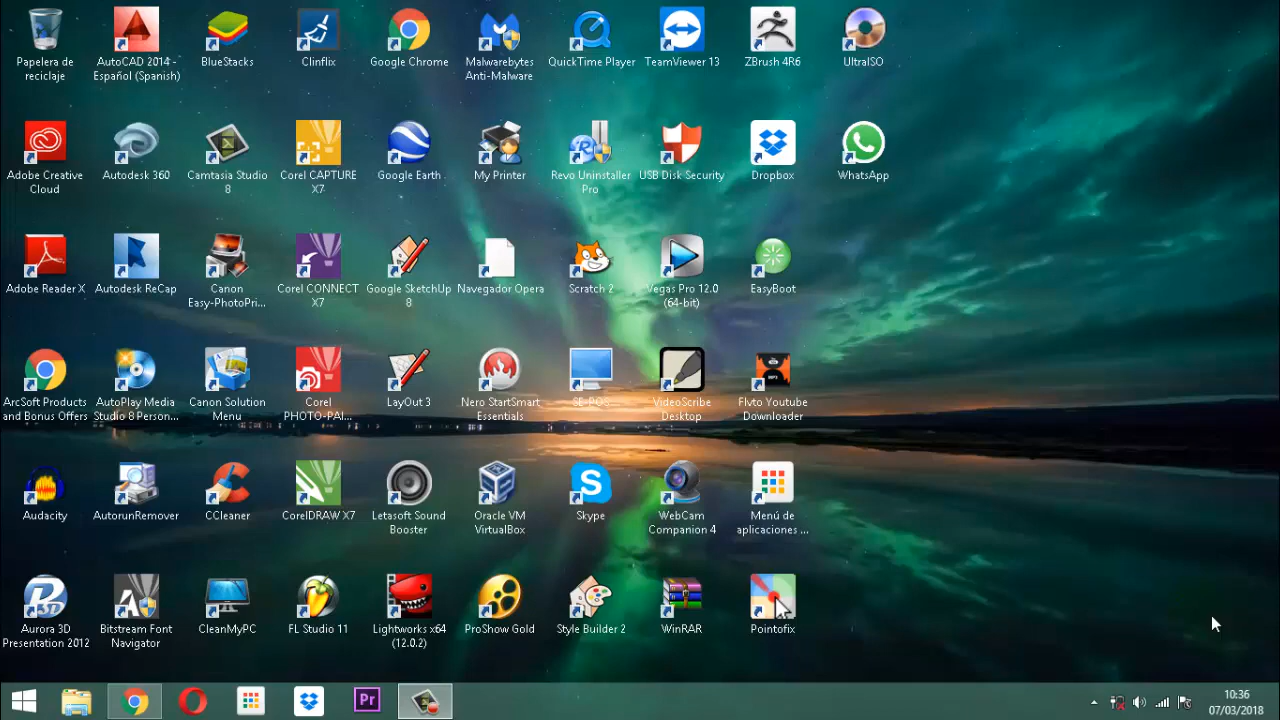 Papelera de
reciclaje
AutoCAD 2014 -
Español (Spanish)
BlueStacks
Clinflix
Google Chrome
Malwarebytes
Anti-Malware
QuickTime Player
TeamViewer 13
ZBrush 4R6
UltraISO
Adobe Creative
Cloud
Autodesk 360
Camtasia Studio
8
Corel CAPTURE
X7
Google Earth
My Printer
Revo Uninstaller
Pro
USB Disk Security
Dropbox
WhatsApp
Adobe Reader X
Autodesk ReCap
Canon
Easy-PhotoPri...
Corel CONNECT
X7
Google SketchUp
8
Navegador Opera
Scratch 2
Vegas Pro 12.0
(64-bit)
EasyBoot
ArcSoft Products
and Bonus Offers
AutoPlay Media
Studio 8 Person...
Canon Solution
Menu
Corel
PHOTO-PAI...
LayOut 3
Nero StartSmart
Essentials
VideoScribe
Desktop
Flvto Youtube
Downloader
Audacity
AutorunRemover
CCleaner
CorelDRAW X7
Letasoft Sound
Booster
Oracle VM
VirtualBox
Skype
WebCam
Companion 4
Menú de
aplicaciones ...
Aurora 3D
Presentation 2012
Bitstream Font
Navigator
CleanMyPC
FL Studio 11
Lightworks x64
(12.0.2)
ProShow Gold
Style Builder 2
WinRAR
Pointofix
Pr
10:36
07/03/2018